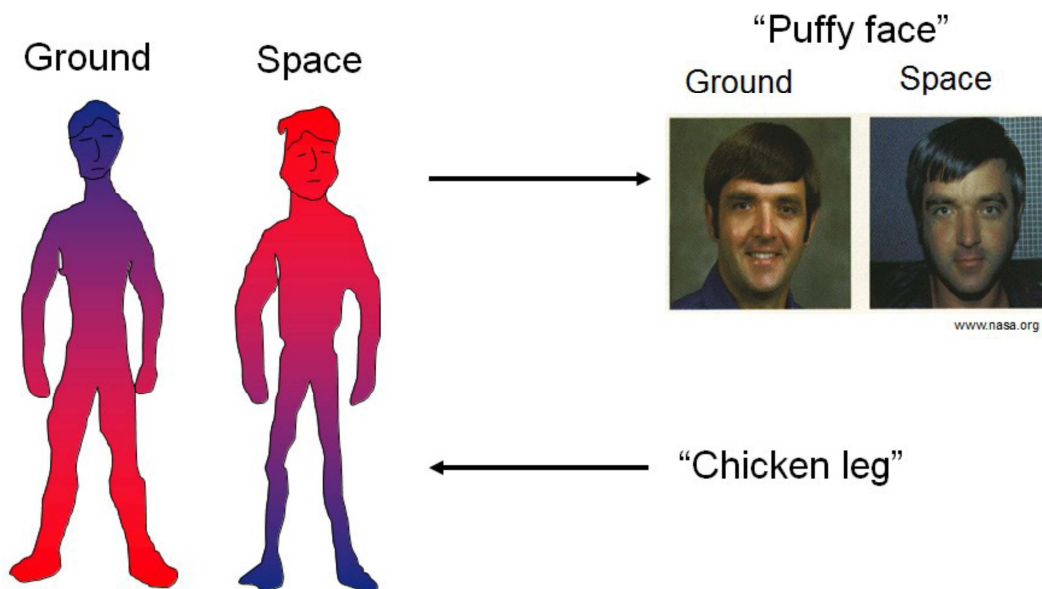 Ground
Space
“Puffy face”
Ground
Space
www.nasa.org
“Chicken leg”